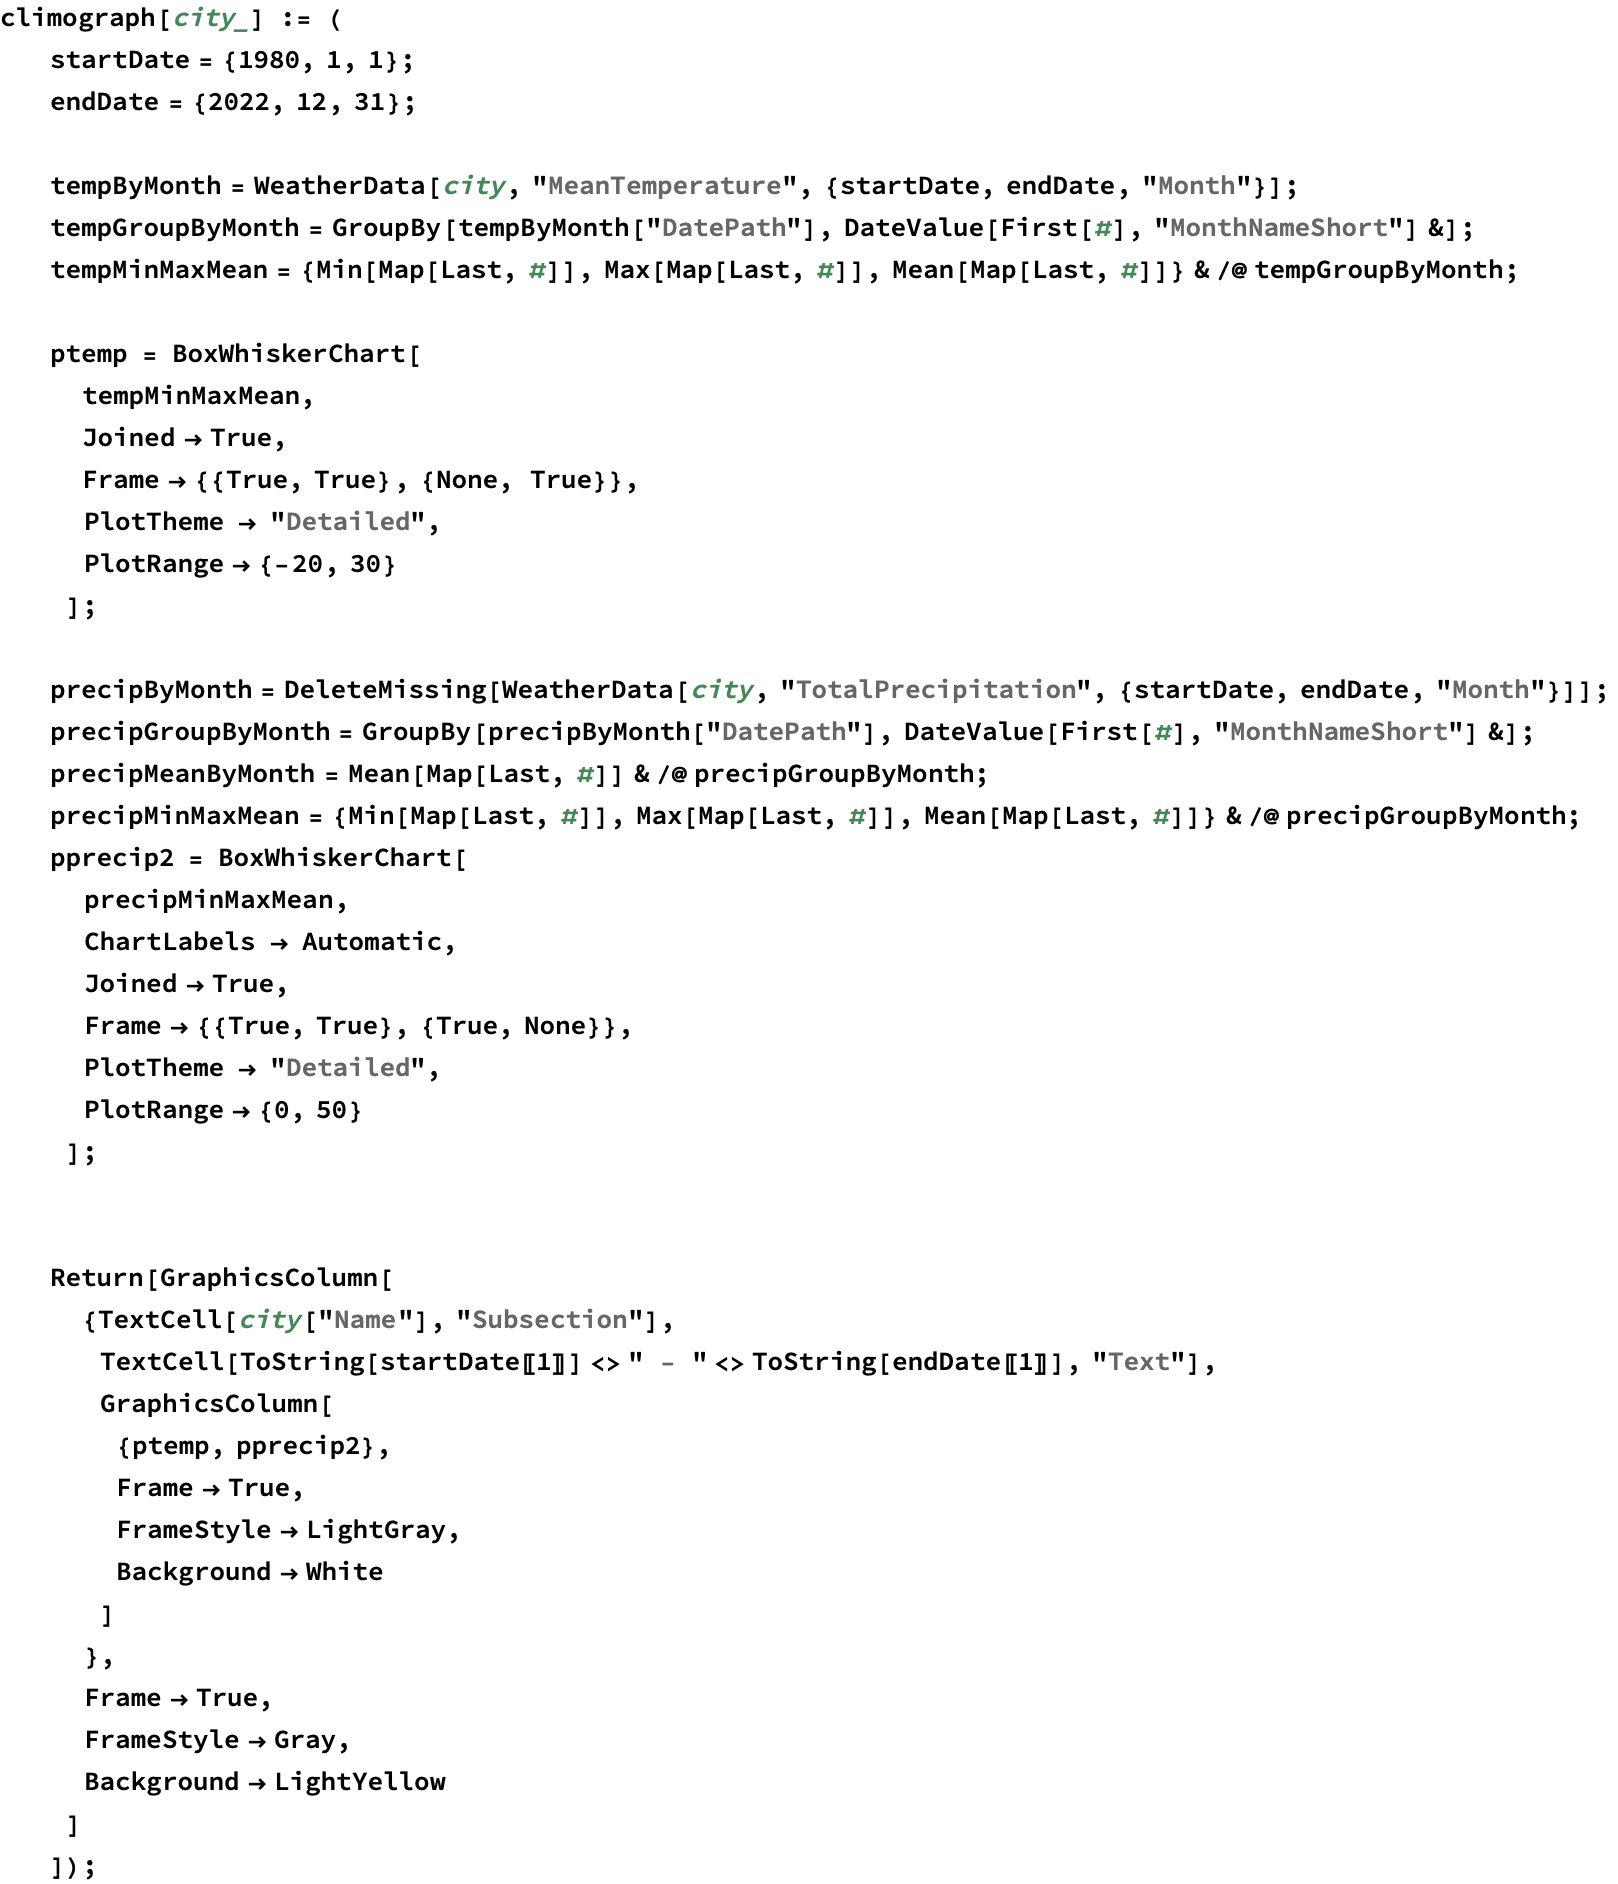 climograph[city_] := (
startDate = {1980, 1, 1};
endDate = {2022, 12, 31};
tempByMonth = WeatherData[city, "MeanTemperature", {startDate, endDate, "Month"}];
tempGroupByMonth = GroupBy[tempByMonth["DatePath"], DateValue[First[#], "MonthNameShort"] &];
tempMinMaxMean = {Min[Map[Last, #]], Max[Map[Last, #]], Mean[Map[Last, #]]} & /@ tempGroupByMonth;
ptemp = BoxWhiskerChart[
tempMinMaxMean,
Joined → True,
Frame → {{True, True}, {None, True}},
PlotTheme → "Detailed",
PlotRange → {-20, 30}
];
precipByMonth = DeleteMissing[WeatherData[city, "TotalPrecipitation", {startDate, endDate, "Month"}]];
precipGroupByMonth = GroupBy[precipByMonth["DatePath"], DateValue[First[#], "MonthNameShort"] &];
precipMeanByMonth = Mean[Map[Last, #]] & /@ precipGroupByMonth;
precipMinMaxMean = {Min[Map[Last, #]], Max[Map[Last, #]], Mean[Map[Last, #]]} & /@ precipGroupByMonth;
pprecip2 = BoxWhiskerChart[
precipMinMaxMean,
ChartLabels → Automatic,
Joined → True,
Frame → {{True, True}, {True, None}},
PlotTheme → "Detailed",
PlotRange → {0, 50}
];
Return[GraphicsColumn[
{TextCell[city["Name"], "Subsection"],
TextCell[ToString[startDate〚1〛] <> " - " <> ToString[endDate〚1〛], "Text"],
GraphicsColumn[
{ptemp, pprecip2},
Frame → True,
FrameStyle → LightGray,
Background → White
]
},
Frame → True,
FrameStyle → Gray,
Background → LightYellow
]
]);